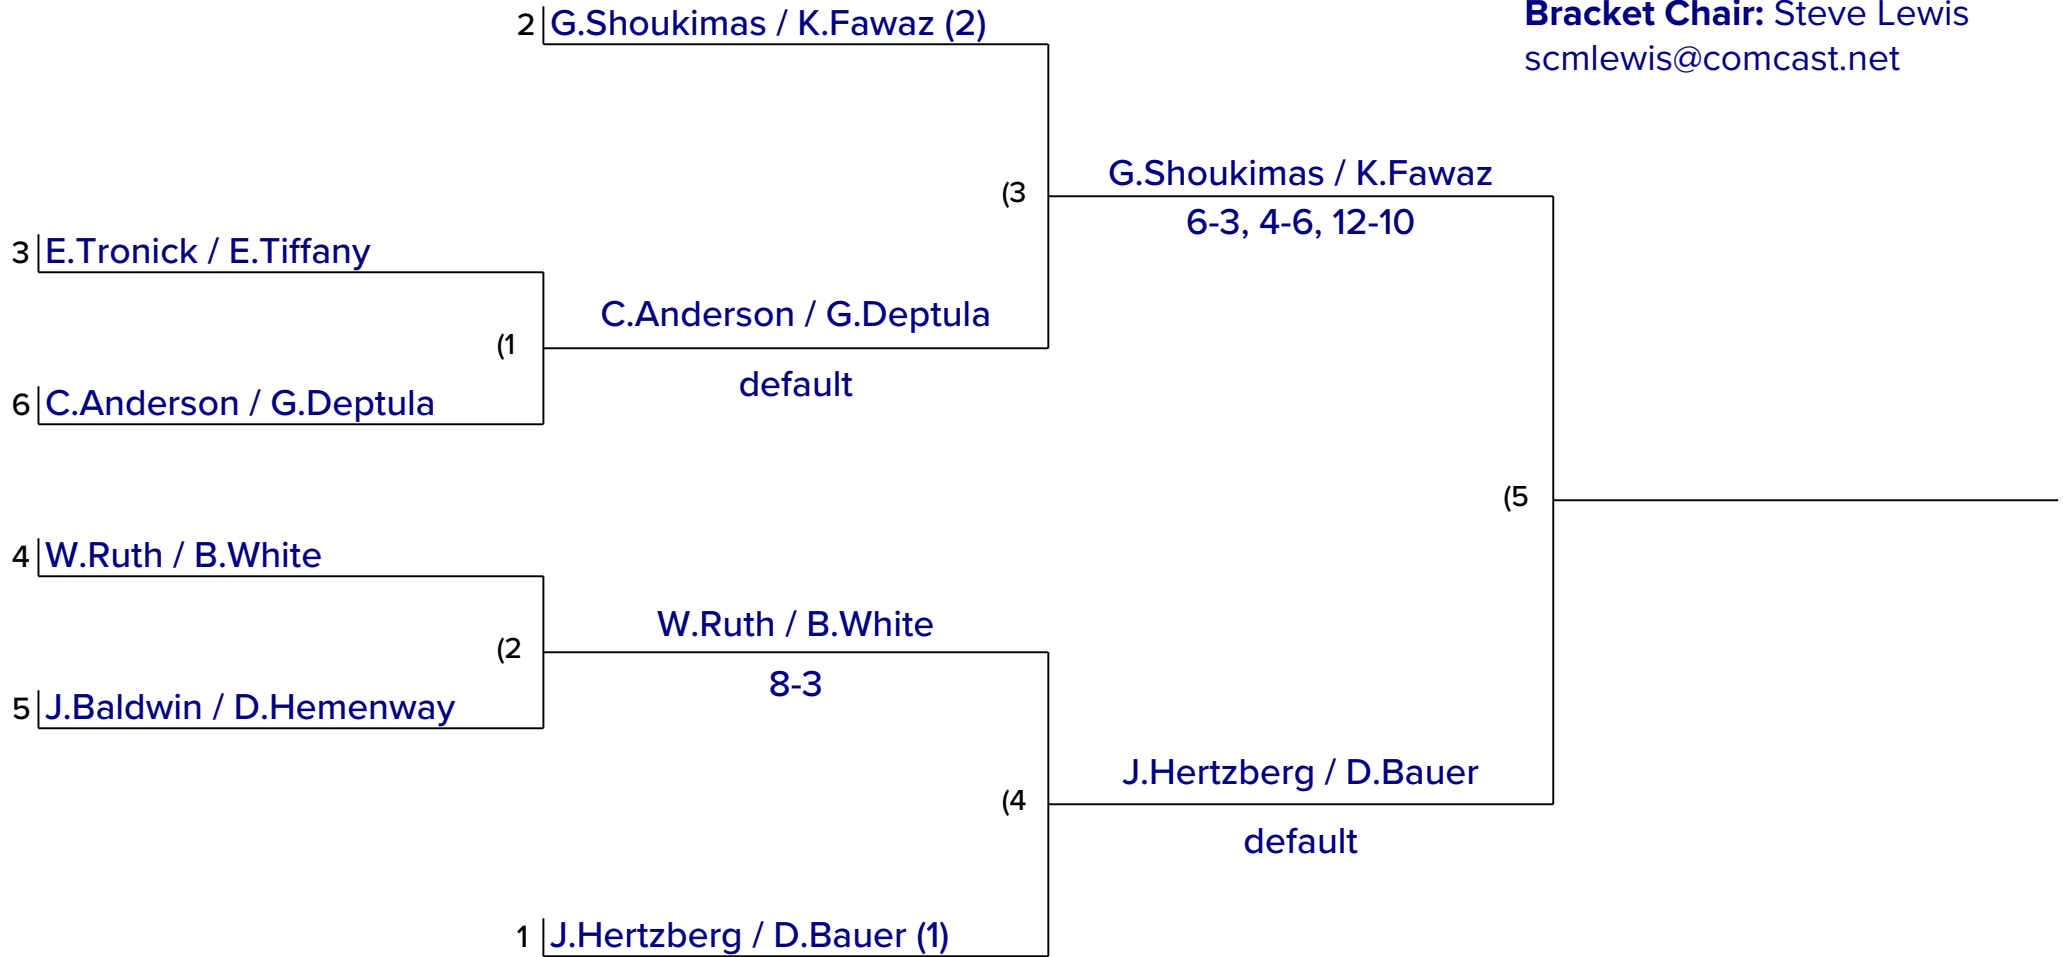 2 G.Shoukimas / K.Fawaz (2)
Bracket Chair: Steve Lewis
scmlewis@comcast.net
(3
G.Shoukimas / K.Fawaz
6-3, 4-6, 12-10
3 E.Tronick / E.Tiffany
(1
C.Anderson / G.Deptula
default
6 C.Anderson / G.Deptula
(5
4 W.Ruth / B.White
(2
W.Ruth / B.White
8-3
5 J.Baldwin / D.Hemenway
(4
J.Hertzberg / D.Bauer
default
1 J.Hertzberg / D.Bauer (1)